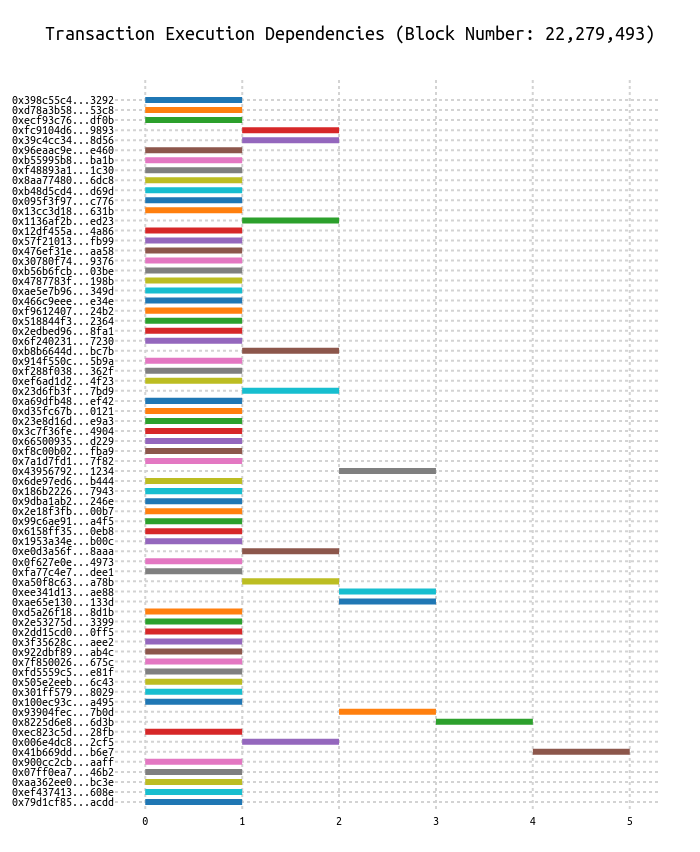 Transaction Execution Dependencies (Block Number: 22,279,493)
0x398c55c4...3292
0xd78a3b58...53c8
0xecf93c76...df0b
0xfc9104d6...9893
0x39c4cc34...8d56
0x96eaac9e...e460
0xb55995b8...ba1b
0xf48893a1...1c30
0x8aa77480...6dc8
0xb48d5cd4...d69d
0x095f3f97...c776
0x13cc3d18...631b
0x1136af2b...ed23
0x12df455a...4a86
0x57f21013...fb99
0x476ef31e...aa58
0x30780f74...9376
0xb56b6fcb...03be
0x4787783f...198b
0xae5e7b96...349d
0x466c9eee...e34e
0xf9612407...24b2
0x518844f3...2364
0x2edbed96...8fa1
0x6f240231...7230
0xb8b6644d...bc7b
0x914f550c...5b9a
0xf288f038...362f
0xef6ad1d2...4f23
0x23d6fb3f...7bd9
0xa69dfb48...ef42
0xd35fc67b...0121
0x23e8d16d...e9a3
0x3c7f36fe...4904
0x66500935...d229
0xf8c00b02...fba9
0x7a1d7fd1...7f82
0x43956792...1234
0x6de97ed6...b444
0x186b2226...7943
0x9dba1ab2...246e
0x2e18f3fb...00b7
0x99c6ae91...a4f5
0x6158ff35...0eb8
0x1953a34e...b00c
0xe0d3a56f...8aaa
0x0f627e0e...4973
0xfa77c4e7...dee1
0xa50f8c63...a78b
0xee341d13...ae88
0xae65e130...133d
0xd5a26f18...8d1b
0x2e53275d...3399
0x2dd15cd0...0ff5
0x3f35628c...aee2
0x922dbf89...ab4c
0x7f850026...675c
0xfd5559c5...e81f
0x505e2eeb...6c43
0x301ff579...8029
0x100ec93c...a495
0x93904fec...7b0d
0x8225d6e8...6d3b
0xec823c5d...28fb
0x006e4dc8...2cf5
0x41b669dd...b6e7
0x900cc2cb...aaff
0x07ff0ea7...46b2
0xaa362ee0...bc3e
0xef437413...608e
0x79d1cf85...acdd
0 1 2 3 4 5